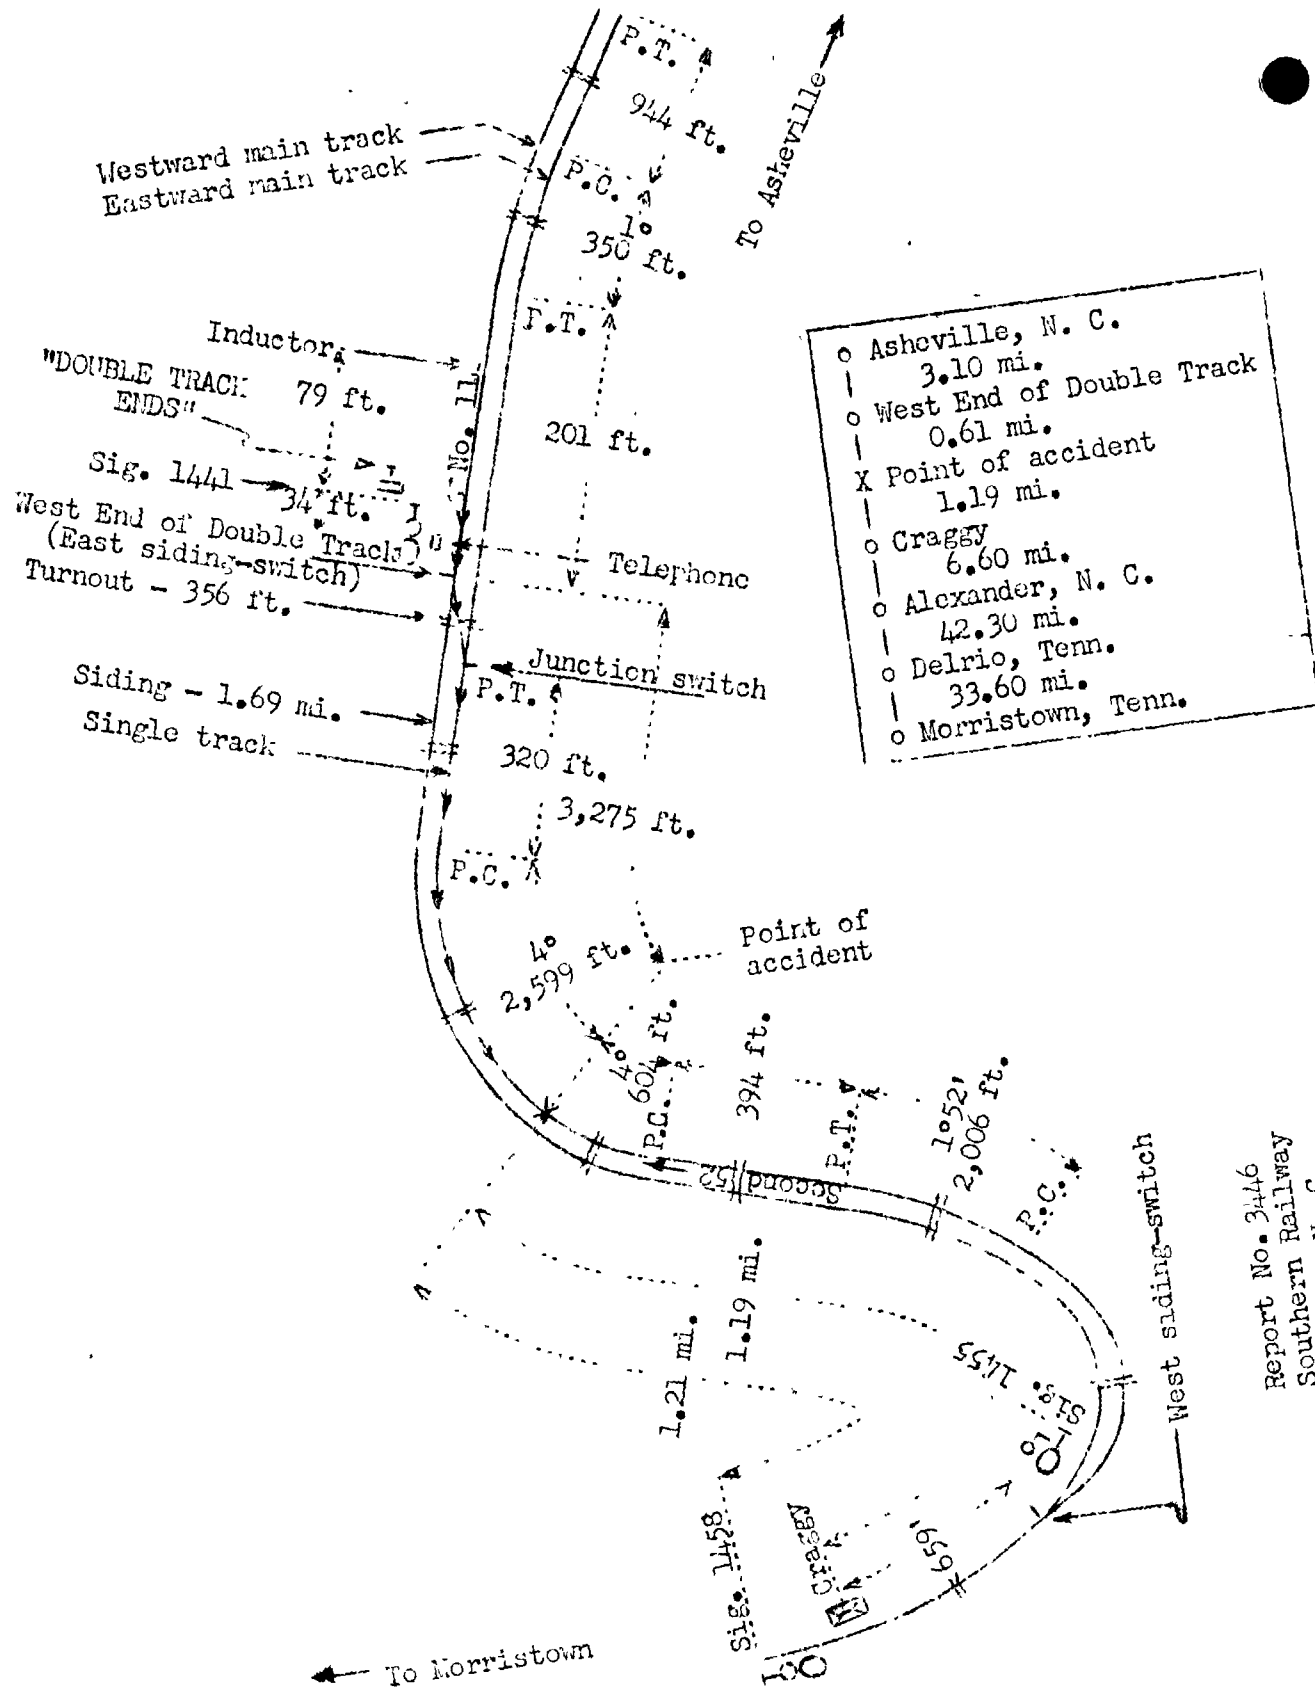 P.T.
944 ft.
To Asheville
Westward main track
Eastward main track
P.C.
1°
350 ft.
P.T.
Inductor
"DOUBLE TRACK
ENDS"
79 ft.
No. 11
201 ft.
Sig. 1441
34 ft.
West End of Double Track
(East siding-switch)
Turnout - 356 ft.
Telephone
Junction switch
P.T.
Siding - 1.69 mi.
Single track
320 ft.
3,275 ft.
P.C.
Asheville, N. C.
3.10 mi.
West End of Double Track
0.61 mi.
X Point of accident
1.19 mi.
Craggy
6.60 mi.
Alexander, N. C.
42.30 mi.
Delrio, Tenn.
33.60 mi.
Morristown, Tenn.
Point of
accident
4°
2,599 ft.
4°
604 ft.
P.C.
394 ft.
P.T.
1°52'
2,006 ft.
P.C.
Second 52
1.19 mi.
1.21 mi.
Sig. 1455
West siding-switch
Sig. 1458
Craggy
659'
To Morristown
Report No. 3446
Southern Railway